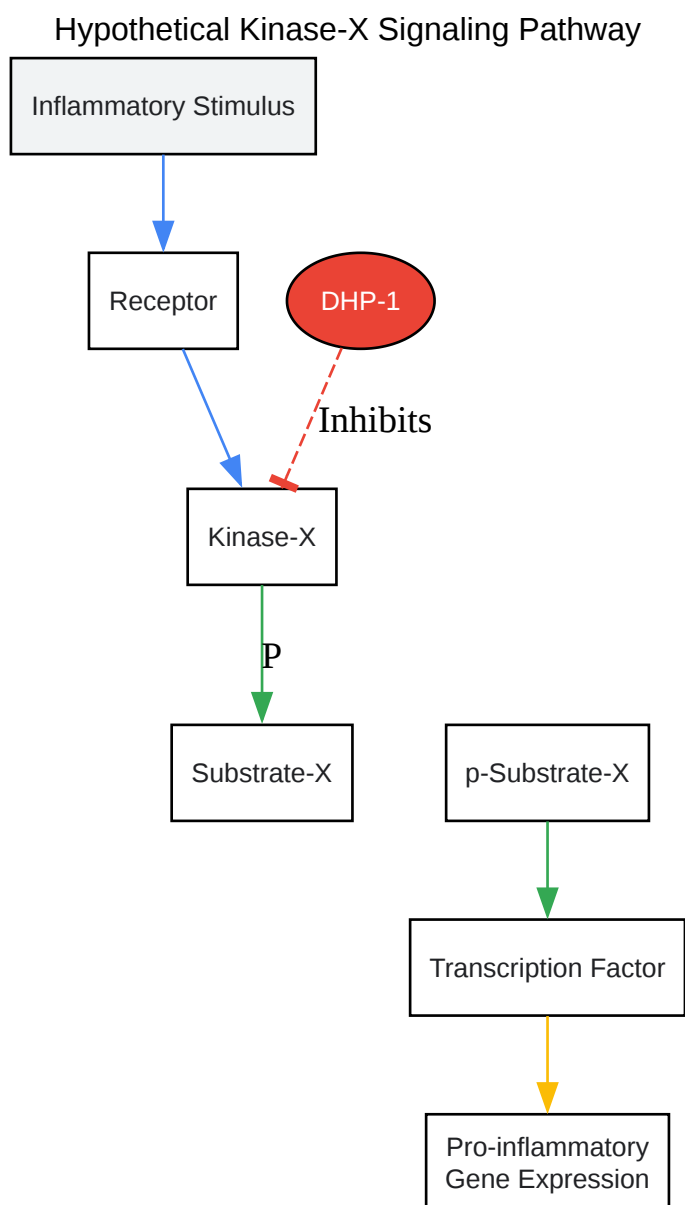 Hypothetical Kinase-X Signaling Pathway
Inflammatory Stimulus
Receptor
DHP-1
Inhibits
Kinase-X
P
Substrate-X
p-Substrate-X
Transcription Factor
Pro-inflammatory
Gene Expression